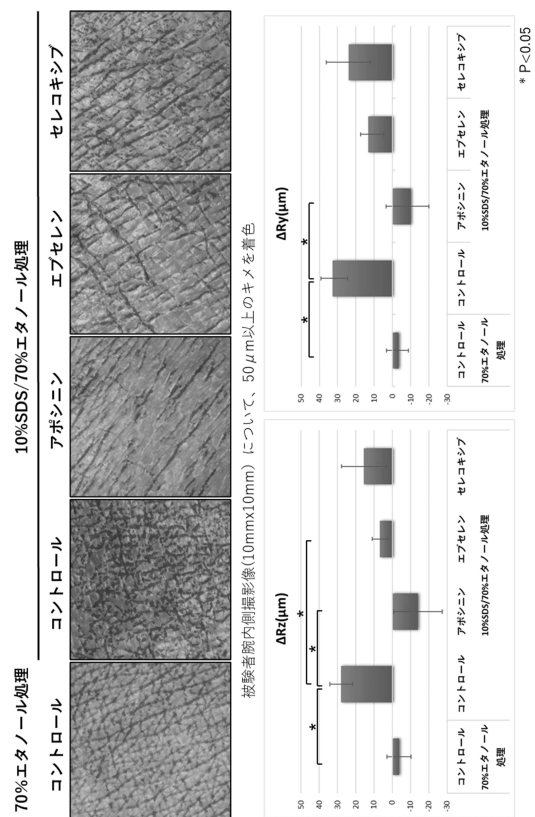 70%エタノール処理
10%SDS/70%エタノール処理
コントロール
コントロール
アポシニン
エブセレン
セレコキシブ
被験者腕内側撮影像(10mmx10mm) について、50μm以上のキメを着色
ΔRz(μm)
50
40
30
20
10
0
-10
-20
-30
*
*
*
コントロール
コントロール
アポシニン
エブセレン
セレコキシブ
70%エタノール
処理
10%SDS/70%エタノール処理
ΔRy(μm)
50
40
30
20
10
0
-10
-20
-30
*
*
コントロール
コントロール
アポシニン
エブセレン
セレコキシブ
70%エタノール
処理
10%SDS/70%エタノール処理
* P<0.05